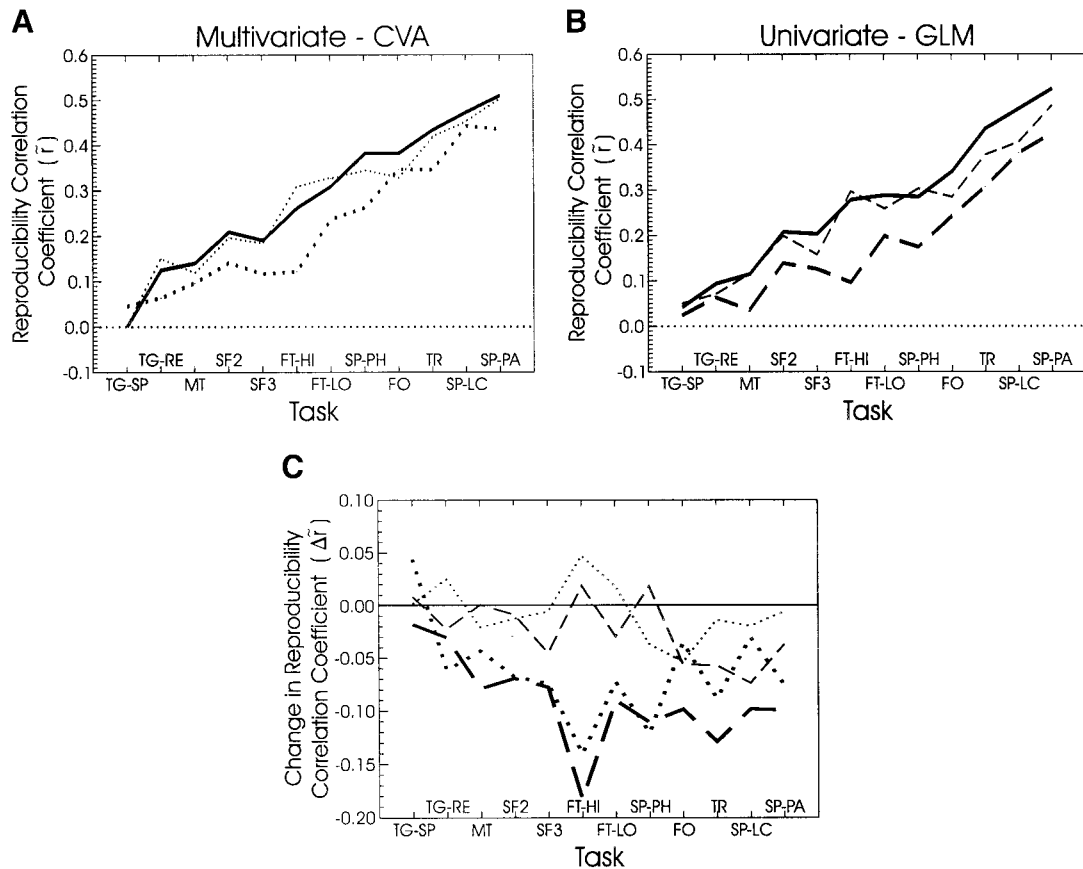 A
Multivariate - CVA
Reproducibility Correlation
Coefficient ( r̃ )
0.6
0.5
0.4
0.3
0.2
0.1
0.0
-0.1
TG-RE SF2 FT-HI SP-PH TR SP-PA
TG-SP MT SF3 FT-LO FO SP-LC
Task
B
Univariate - GLM
Reproducibility Correlation
Coefficient ( r̃ )
0.6
0.5
0.4
0.3
0.2
0.1
0.0
-0.1
TG-RE SF2 FT-HI SP-PH TR SP-PA
TG-SP MT SF3 FT-LO FO SP-LC
Task
C
Change in Reproducibility
Correlation Coefficient ( Δr̃ )
0.10
0.05
0.00
-0.05
-0.10
-0.15
-0.20
TG-RE SF2 FT-HI SP-PH TR SP-PA
TG-SP MT SF3 FT-LO FO SP-LC
Task